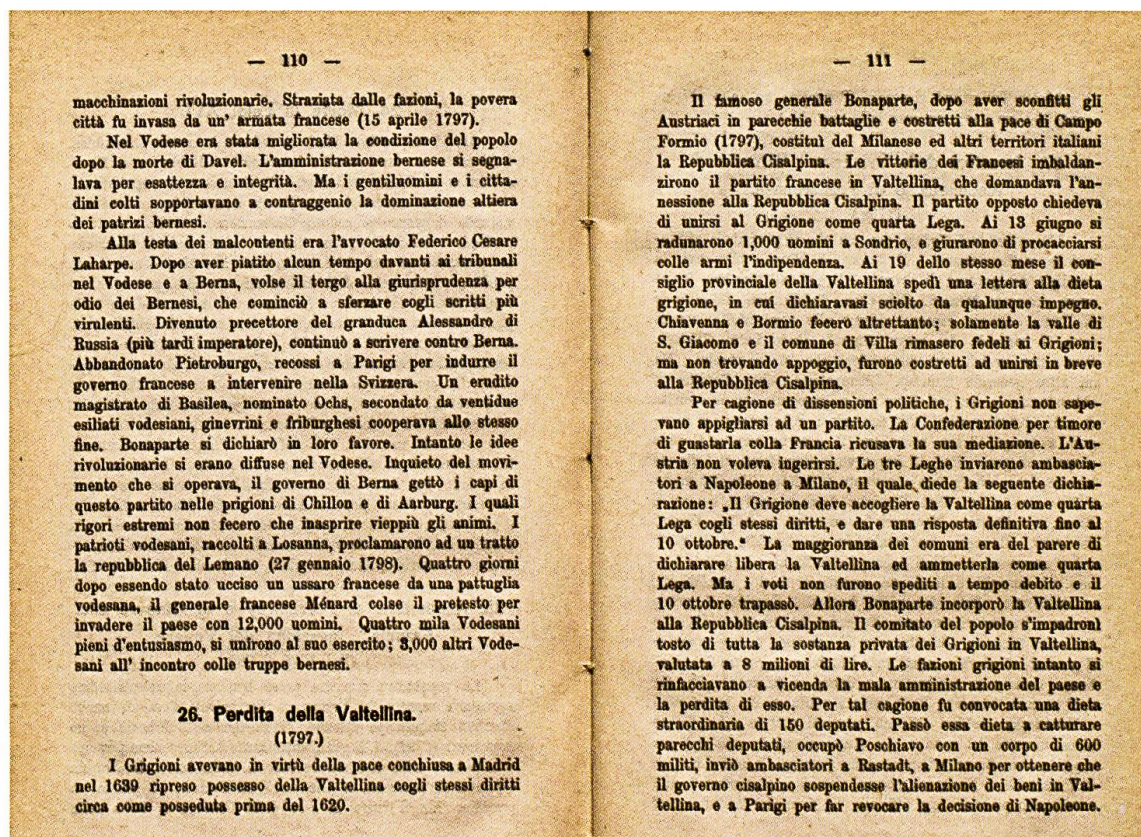 — 110 —
macchinazioni rivoluzionarie. Straziata dalle fazioni, la povera
città fu invasa da un' armata francese (15 aprile 1797).
Nel Vodese era stata migliorata la condizione del popolo
dopo la morte di Davel. L'amministrazione bernese si segna-
lava per esattezza e integrità. Ma i gentiluomini e i citta-
dini colti sopportavano a contraggenio la dominazione altiera
dei patrizi bernesi.
Alla testa dei malcontenti era l'avvocato Federico Cesare
Laharpe. Dopo aver piatito alcun tempo davanti ai tribunali
nel Vodese e a Berna, volse il tergo alla giurisprudenza per
odio dei Bernesi, che cominciò a sferzare cogli scritti più
virulenti. Divenuto precettore del granduca Alessandro di
Russia (più tardi imperatore), continuò a scrivere contro Berna.
Abbandonato Pietroburgo, recossi a Parigi per indurre il
governo francese a intervenire nella Svizzera. Un erudito
magistrato di Basilea, nominato Ochs, secondato da ventidue
esiliati vodesiani, ginevrini e friburghesi cooperava allo stesso
fine. Bonaparte si dichiarò in loro favore. Intanto le idee
rivoluzionarie si erano diffuse nel Vodese. Inquieto del movi-
mento che si operava, il governo di Berna gettò i capi di
questo partito nelle prigioni di Chillon e di Aarburg. I quali
rigori estremi non fecero che inasprire vieppiù gli animi. I
patrioti vodesani, raccolti a Losanna, proclamarono ad un tratto
la repubblica del Lemano (27 gennaio 1798). Quattro giorni
dopo essendo stato ucciso un ussaro francese da una pattuglia
vodesana, il generale francese Ménard colse il pretesto per
invadere il paese con 12,000 uomini. Quattro mila Vodesani
pieni d'entusiasmo, si unirono al suo esercito; 3,000 altri Vode-
sani all' incontro colle truppe bernesi.
26. Perdita della Valtellina.
(1797.)
I Grigioni avevano in virtù della pace conchiusa a Madrid
nel 1639 ripreso possesso della Valtellina cogli stessi diritti
circa come posseduta prima del 1620.
— 111 —
Il famoso generale Bonaparte, dopo aver sconfitti gli
Austriaci in parecchie battaglie e costretti alla pace di Campo
Formio (1797), costituì del Milanese ed altri territori italiani
la Repubblica Cisalpina. Le vittorie dei Francesi imbaldan-
zirono il partito francese in Valtellina, che domandava l'an-
nessione alla Repubblica Cisalpina. Il partito opposto chiedeva
di unirsi al Grigione come quarta Lega. Ai 13 giugno si
radunarono 1,000 uomini a Sondrio, e giurarono di procacciarsi
colle armi l'indipendenza. Ai 19 dello stesso mese il con-
siglio provinciale della Valtellina spedì una lettera alla dieta
grigione, in cui dichiaravasi sciolto da qualunque impegno.
Chiavenna e Bormio fecero altrettanto; solamente la valle di
S. Giacomo e il comune di Villa rimasero fedeli ai Grigioni;
ma non trovando appoggio, furono costretti ad unirsi in breve
alla Repubblica Cisalpina.
Per cagione di dissensioni politiche, i Grigioni non sape-
vano appigliarsi ad un partito. La Confederazione per timore
di guastarla colla Francia ricusava la sua mediazione. L'Au-
stria non voleva ingerirsi. Le tre Leghe inviarono ambascia-
tori a Napoleone a Milano, il quale diede la seguente dichia-
razione: „Il Grigione deve accogliere la Valtellina come quarta
Lega cogli stessi diritti, e dare una risposta definitiva fino al
10 ottobre.“ La maggioranza dei comuni era del parere di
dichiarare libera la Valtellina ed ammetterla come quarta
Lega. Ma i voti non furono spediti a tempo debito e il
10 ottobre trapassò. Allora Bonaparte incorporò la Valtellina
alla Repubblica Cisalpina. Il comitato del popolo s'impadronì
tosto di tutta la sostanza privata dei Grigioni in Valtellina,
valutata a 8 milioni di lire. Le fazioni grigioni intanto si
rinfacciavano a vicenda la mala amministrazione del paese e
la perdita di esso. Per tal cagione fu convocata una dieta
straordinaria di 150 deputati. Passò essa dieta a catturare
parecchi deputati, occupò Poschiavo con un corpo di 600
militi, inviò ambasciatori a Rastadt, a Milano per ottenere che
il governo cisalpino sospendesse l'alienazione dei beni in Val-
tellina, e a Parigi per far revocare la decisione di Napoleone.